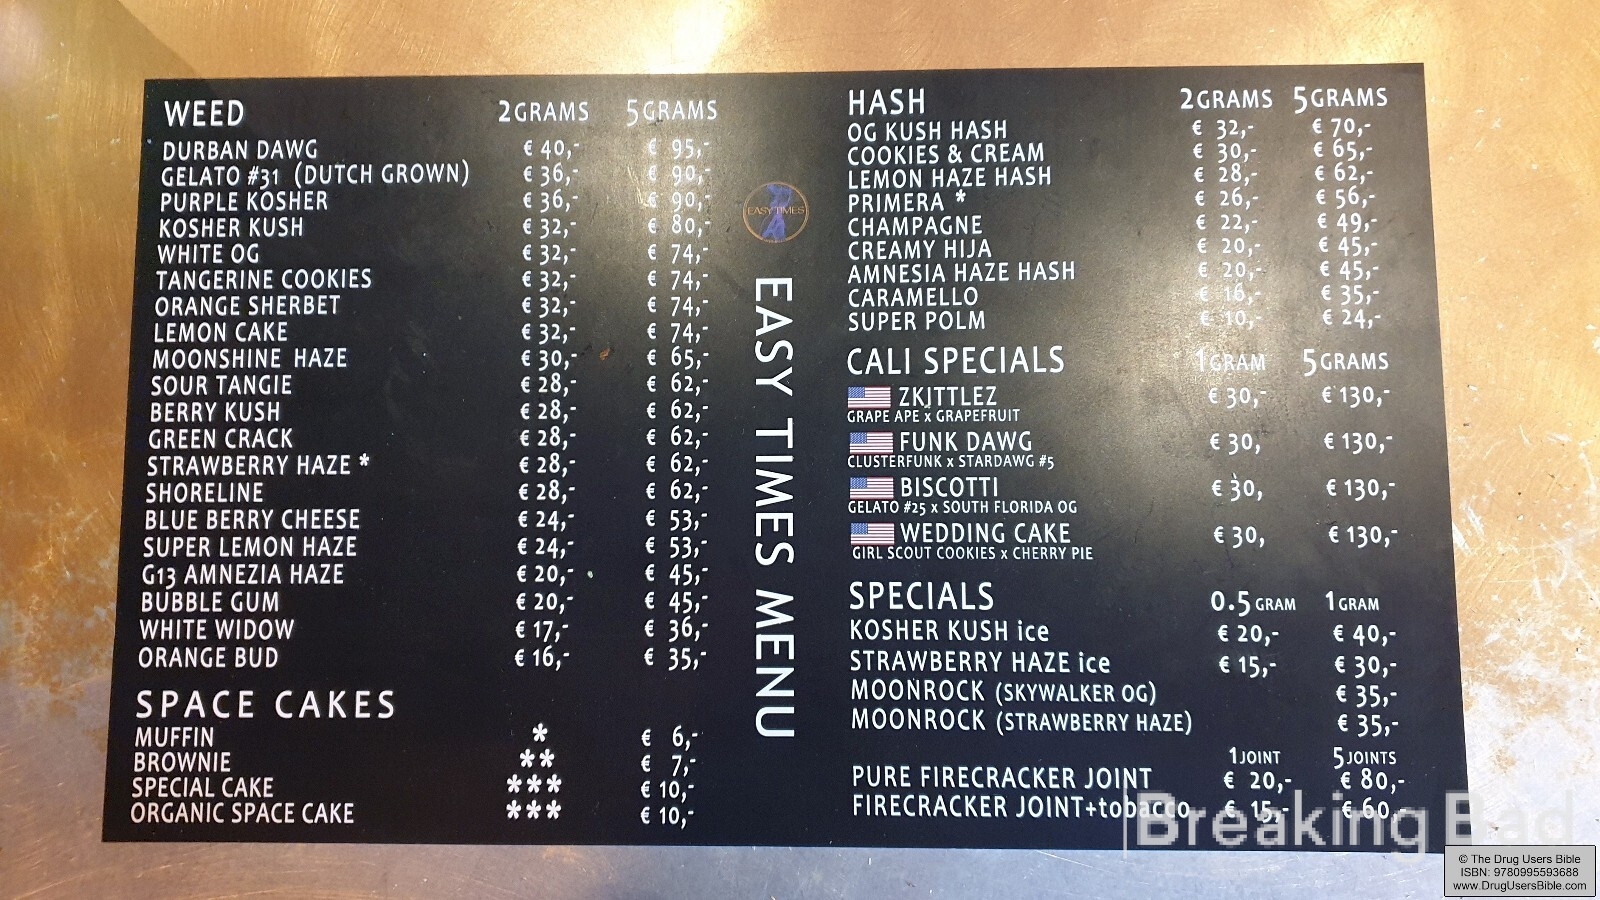 WEED 2GRAMS 5GRAMS
DURBAN DAWG € 40,- € 95,-
GELATO #31 (DUTCH GROWN) € 36,- € 90,-
PURPLE KOSHER € 36,- € 90,-
KOSHER KUSH € 32,- € 80,-
WHITE OG € 32,- € 74,-
TANGERINE COOKIES € 32,- € 74,-
ORANGE SHERBET € 32,- € 74,-
LEMON CAKE € 32,- € 74,-
MOONSHINE HAZE € 30,- € 65,-
SOUR TANGIE € 28,- € 62,-
BERRY KUSH € 28,- € 62,-
GREEN CRACK € 28,- € 62,-
STRAWBERRY HAZE * € 28,- € 62,-
SHORELINE € 28,- € 62,-
BLUE BERRY CHEESE € 24,- € 53,-
SUPER LEMON HAZE € 24,- € 53,-
G13 AMNEZIA HAZE € 20,- € 45,-
BUBBLE GUM € 20,- € 45,-
WHITE WIDOW € 17,- € 36,-
ORANGE BUD € 16,- € 35,-
SPACE CAKES
MUFFIN * € 6,-
BROWNIE ** € 7,-
SPECIAL CAKE *** € 10,-
ORGANIC SPACE CAKE *** € 10,-
EASY TIMES
EASY TIMES MENU
HASH 2GRAMS 5GRAMS
OG KUSH HASH € 32,- € 70,-
COOKIES & CREAM € 30,- € 65,-
LEMON HAZE HASH € 28,- € 62,-
PRIMERA * € 26,- € 56,-
CHAMPAGNE € 22,- € 49,-
CREAMY HIJA € 20,- € 45,-
AMNESIA HAZE HASH € 20,- € 45,-
CARAMELLO € 16,- € 35,-
SUPER POLM € 10,- € 24,-
CALI SPECIALS 1GRAM 5GRAMS
ZKITTLEZ € 30,- € 130,-
GRAPE APE x GRAPEFRUIT
FUNK DAWG € 30, € 130,-
CLUSTERFUNK x STARDAWG #5
BISCOTTI € 30, € 130,-
GELATO #25 x SOUTH FLORIDA OG
WEDDING CAKE € 30, € 130,-
GIRL SCOUT COOKIES x CHERRY PIE
SPECIALS 0.5 GRAM 1 GRAM
KOSHER KUSH ice € 20,- € 40,-
STRAWBERRY HAZE ice € 15,- € 30,-
MOONROCK (SKYWALKER OG) € 35,-
MOONROCK (STRAWBERRY HAZE) € 35,-
1JOINT 5JOINTS
PURE FIRECRACKER JOINT € 20,- € 80,-
FIRECRACKER JOINT+tobacco € 15,- € 60,-
Breaking Bad
© The Drug Users Bible
ISBN: 9780995593688
www.DrugUsersBible.com